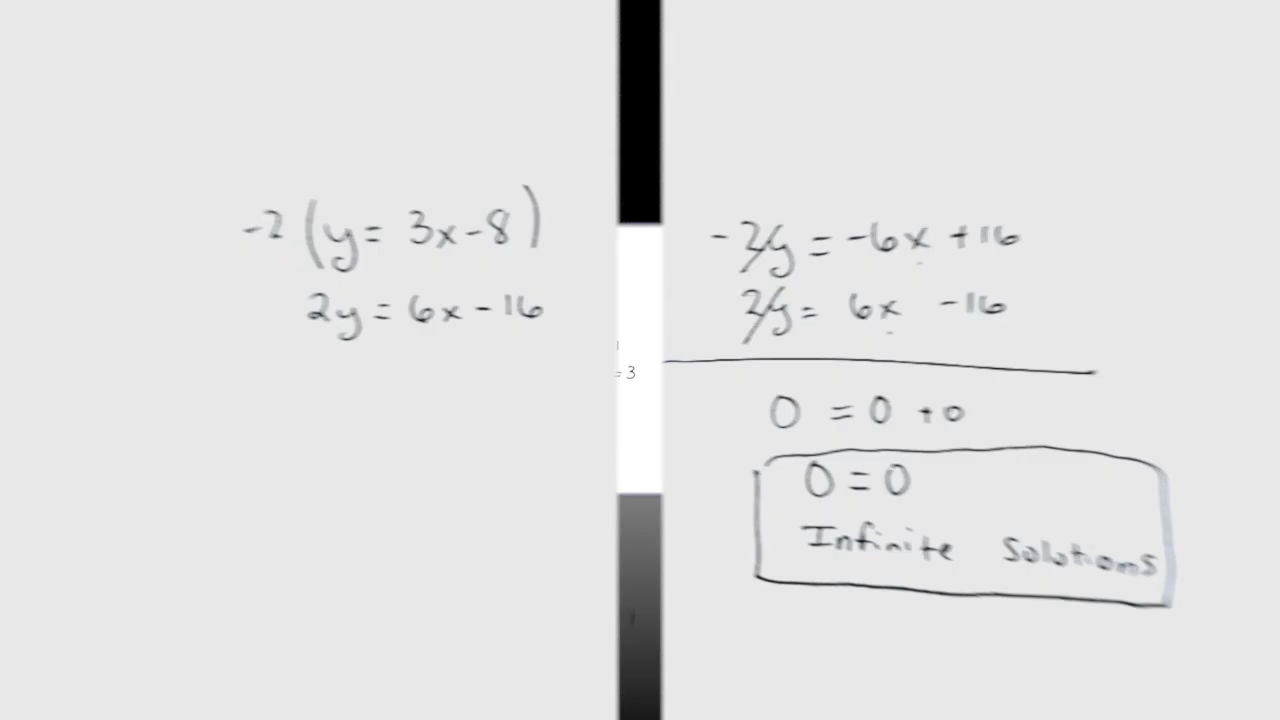 -2 (y = 3x - 8)
2y = 6x - 16
= 3
-2y = -6x + 16
2y = 6x - 16
0 = 0 + 0
0 = 0
Infinite Solutions